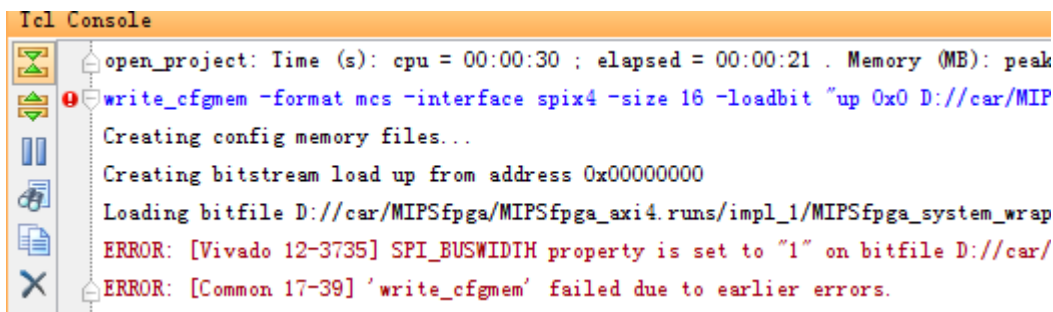 Tcl Console
open_project: Time (s): cpu = 00:00:30 ; elapsed = 00:00:21 . Memory (MB): peak
write_cfgmem -format mcs -interface spix4 -size 16 -loadbit "up 0x0 D://car/MIP
Creating config memory files...
Creating bitstream load up from address 0x00000000
Loading bitfile D://car/MIPSfpga/MIPSfpga_axi4.runs/impl_1/MIPSfpga_system_wrap
ERROR: [Vivado 12-3735] SPI_BUSWIDTH property is set to "1" on bitfile D://car/
ERROR: [Common 17-39] 'write_cfgmem' failed due to earlier errors.